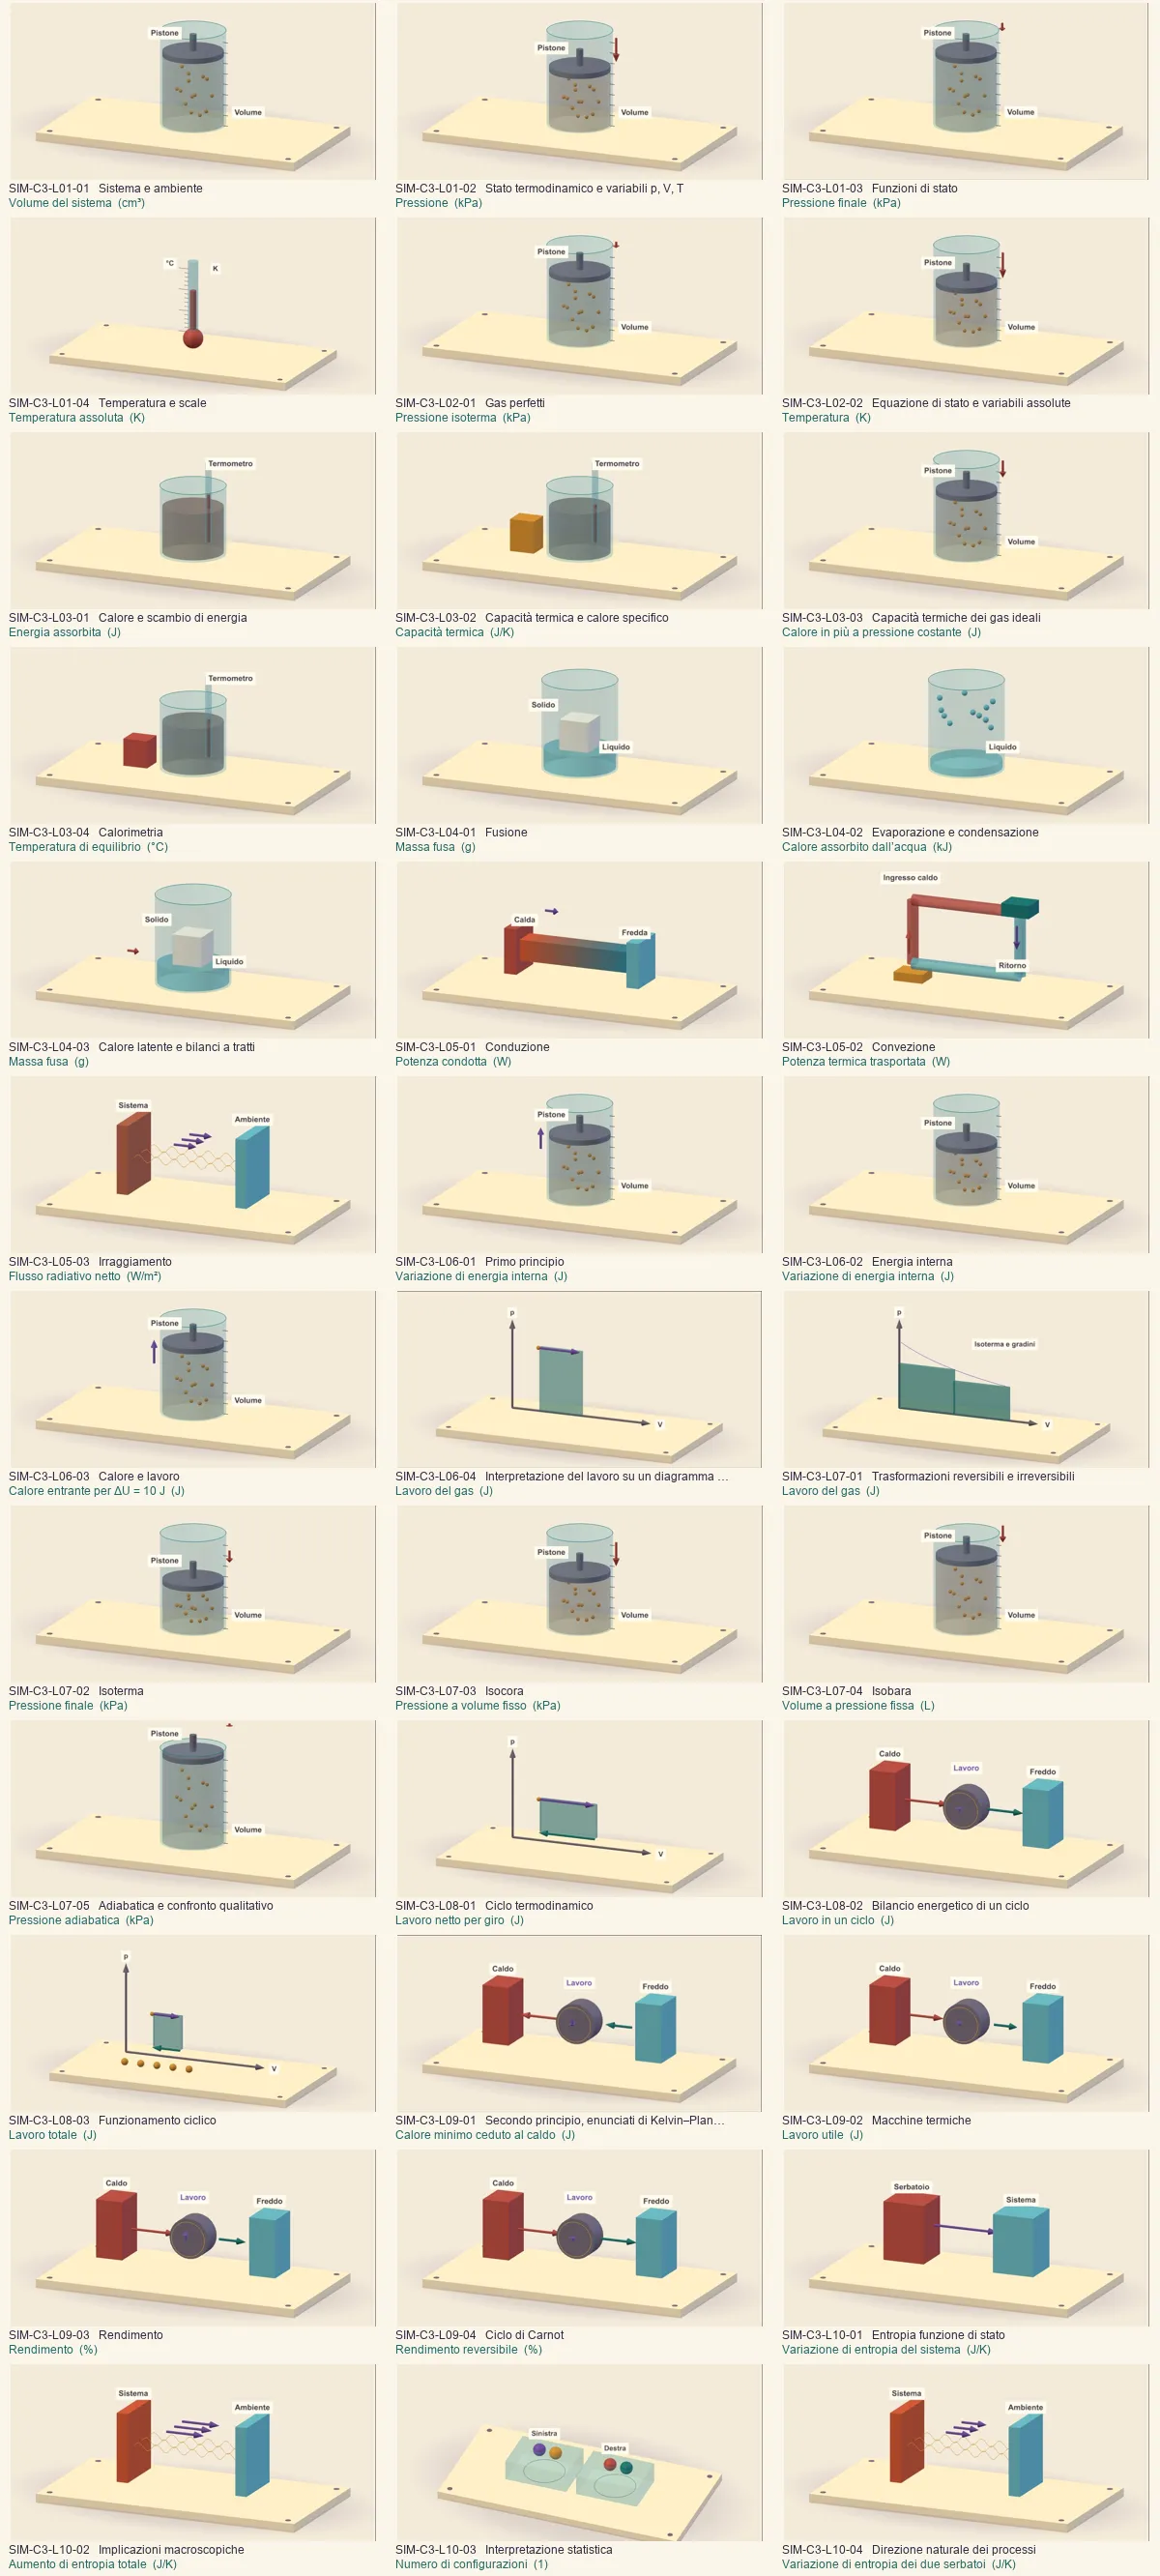 Pistone
Volume
SIM-C3-L01-01 Sistema e ambiente
Volume del sistema (cm³)
Pistone
Volume
SIM-C3-L01-02 Stato termodinamico e variabili p, V, T
Pressione (kPa)
Pistone
Volume
SIM-C3-L01-03 Funzioni di stato
Pressione finale (kPa)
°C K
SIM-C3-L01-04 Temperatura e scale
Temperatura assoluta (K)
Pistone
Volume
SIM-C3-L02-01 Gas perfetti
Pressione isoterma (kPa)
Pistone
Volume
SIM-C3-L02-02 Equazione di stato e variabili assolute
Temperatura (K)
Termometro
SIM-C3-L03-01 Calore e scambio di energia
Energia assorbita (J)
Termometro
SIM-C3-L03-02 Capacità termica e calore specifico
Capacità termica (J/K)
Pistone
Volume
SIM-C3-L03-03 Capacità termiche dei gas ideali
Calore in più a pressione costante (J)
Termometro
SIM-C3-L03-04 Calorimetria
Temperatura di equilibrio (°C)
Solido
Liquido
SIM-C3-L04-01 Fusione
Massa fusa (g)
Liquido
SIM-C3-L04-02 Evaporazione e condensazione
Calore assorbito dall'acqua (kJ)
Solido
Liquido
SIM-C3-L04-03 Calore latente e bilanci a tratti
Massa fusa (g)
Calda
Fredda
SIM-C3-L05-01 Conduzione
Potenza condotta (W)
Ingresso caldo
Ritorno
SIM-C3-L05-02 Convezione
Potenza termica trasportata (W)
Sistema
Ambiente
SIM-C3-L05-03 Irraggiamento
Flusso radiativo netto (W/m²)
Pistone
Volume
SIM-C3-L06-01 Primo principio
Variazione di energia interna (J)
Pistone
Volume
SIM-C3-L06-02 Energia interna
Variazione di energia interna (J)
Pistone
Volume
SIM-C3-L06-03 Calore e lavoro
Calore entrante per ΔU = 10 J (J)
p
V
SIM-C3-L06-04 Interpretazione del lavoro su un diagramma …
Lavoro del gas (J)
p
Isoterma e gradini
V
SIM-C3-L07-01 Trasformazioni reversibili e irreversibili
Lavoro del gas (J)
Pistone
Volume
SIM-C3-L07-02 Isoterma
Pressione finale (kPa)
Pistone
Volume
SIM-C3-L07-03 Isocora
Pressione a volume fisso (kPa)
Pistone
Volume
SIM-C3-L07-04 Isobara
Volume a pressione fissa (L)
Pistone
Volume
SIM-C3-L07-05 Adiabatica e confronto qualitativo
Pressione adiabatica (kPa)
p
V
SIM-C3-L08-01 Ciclo termodinamico
Lavoro netto per giro (J)
Caldo
Lavoro
Freddo
SIM-C3-L08-02 Bilancio energetico di un ciclo
Lavoro in un ciclo (J)
p
V
SIM-C3-L08-03 Funzionamento ciclico
Lavoro totale (J)
Caldo
Lavoro
Freddo
SIM-C3-L09-01 Secondo principio, enunciati di Kelvin–Plan…
Calore minimo ceduto al caldo (J)
Caldo
Lavoro
Freddo
SIM-C3-L09-02 Macchine termiche
Lavoro utile (J)
Caldo
Lavoro
Freddo
SIM-C3-L09-03 Rendimento
Rendimento (%)
Caldo
Lavoro
Freddo
SIM-C3-L09-04 Ciclo di Carnot
Rendimento reversibile (%)
Serbatoio
Sistema
SIM-C3-L10-01 Entropia funzione di stato
Variazione di entropia del sistema (J/K)
Sistema
Ambiente
SIM-C3-L10-02 Implicazioni macroscopiche
Aumento di entropia totale (J/K)
Sinistra
Destra
SIM-C3-L10-03 Interpretazione statistica
Numero di configurazioni (1)
Sistema
Ambiente
SIM-C3-L10-04 Direzione naturale dei processi
Variazione di entropia dei due serbatoi (J/K)